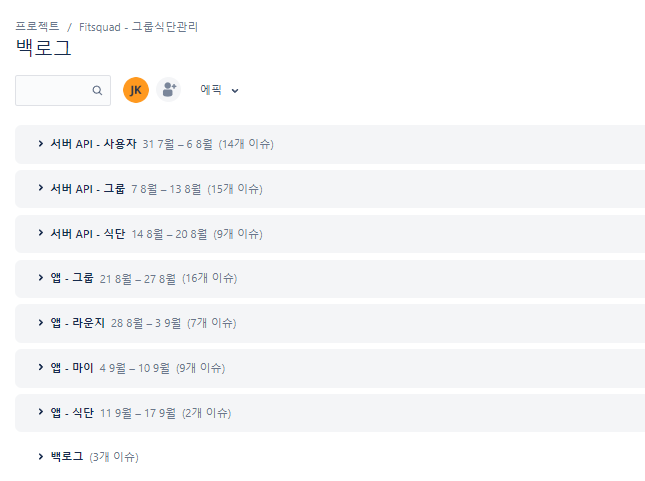 프로젝트 / Fitsquad - 그룹식단관리
백로그
JK 에픽
서버 API - 사용자 31 7월 – 6 8월 (14개 이슈)
서버 API - 그룹 7 8월 – 13 8월 (15개 이슈)
서버 API - 식단 14 8월 – 20 8월 (9개 이슈)
앱 - 그룹 21 8월 – 27 8월 (16개 이슈)
앱 - 라운지 28 8월 – 3 9월 (7개 이슈)
앱 - 마이 4 9월 – 10 9월 (9개 이슈)
앱 - 식단 11 9월 – 17 9월 (2개 이슈)
백로그 (3개 이슈)